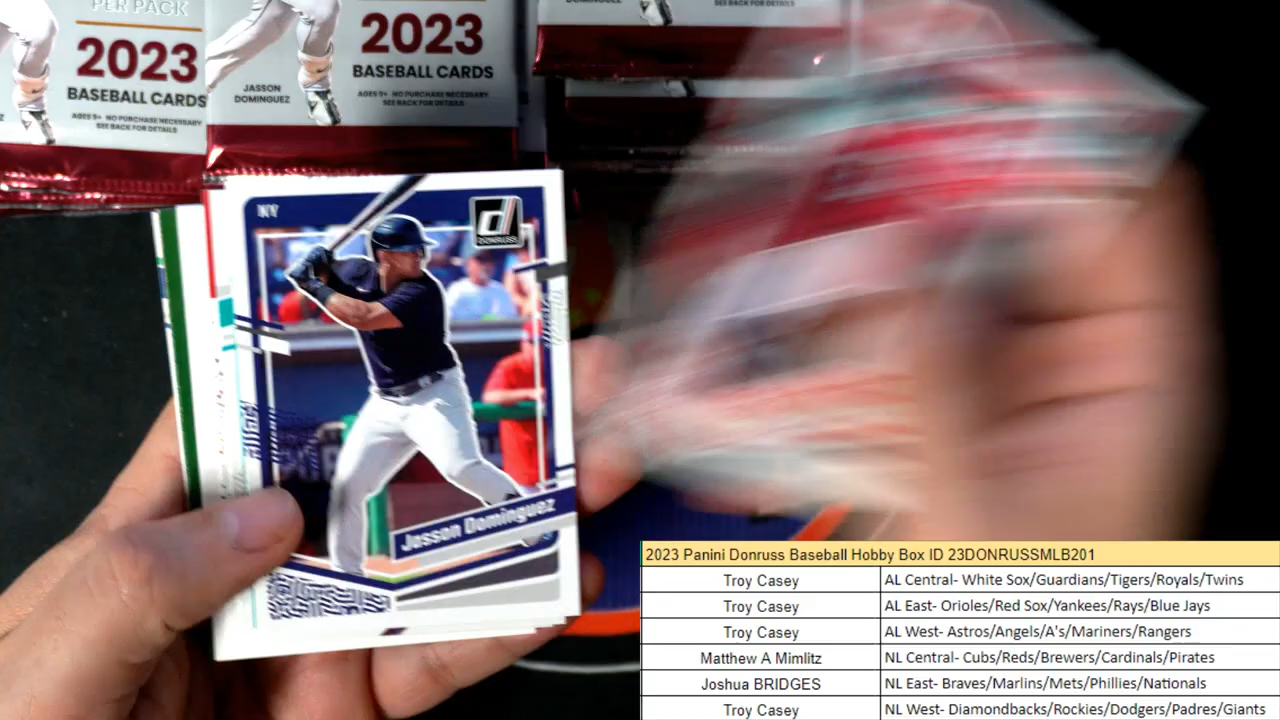 PER PACK
2023
BASEBALL CARDS
AGES 9+ NO PURCHASE NECESSARY
SEE BACK FOR DETAILS
JASSON
DOMINGUEZ
2023
BASEBALL CARDS
AGES 9+ NO PURCHASE NECESSARY
SEE BACK FOR DETAILS
DOMINGUEZ
SEE BACK FOR DETAILS
NY
d
DONRUSS
Jasson Dominguez
2023 Panini Donruss Baseball Hobby Box ID 23DONRUSSMLB201
Troy Casey AL Central- White Sox/Guardians/Tigers/Royals/Twins
Troy Casey AL East- Orioles/Red Sox/Yankees/Rays/Blue Jays
Troy Casey AL West- Astros/Angels/A's/Mariners/Rangers
Matthew A Mimlitz NL Central- Cubs/Reds/Brewers/Cardinals/Pirates
Joshua BRIDGES NL East- Braves/Marlins/Mets/Phillies/Nationals
Troy Casey NL West- Diamondbacks/Rockies/Dodgers/Padres/Giants